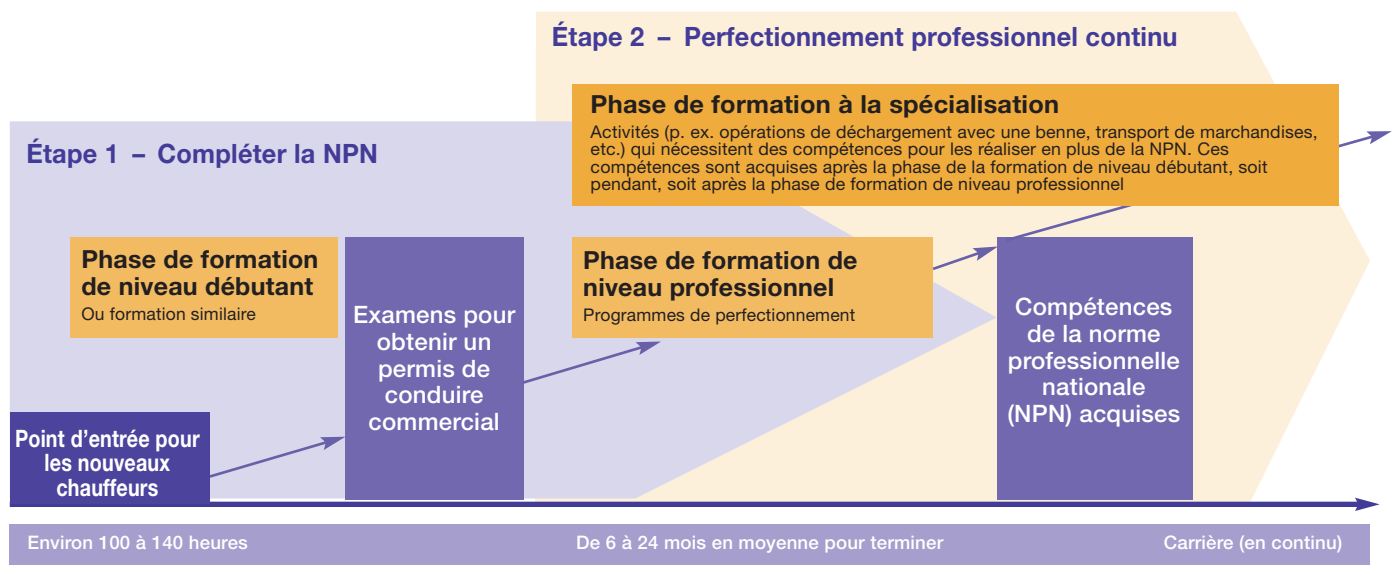 Étape 2 – Perfectionnement professionnel continu
Phase de formation à la spécialisation
Activités (p. ex. opérations de déchargement avec une benne, transport de marchandises,
etc.) qui nécessitent des compétences pour les réaliser en plus de la NPN. Ces
compétences sont acquises après la phase de la formation de niveau débutant, soit
pendant, soit après la phase de formation de niveau professionnel
Étape 1 – Compléter la NPN
Phase de formation
de niveau débutant
Ou formation similaire
Examens pour
obtenir un
permis de
conduire
commercial
Phase de formation de
niveau professionnel
Programmes de perfectionnement
Compétences
de la norme
professionnelle
nationale
(NPN) acquises
Point d'entrée pour
les nouveaux
chauffeurs
Environ 100 à 140 heures
De 6 à 24 mois en moyenne pour terminer
Carrière (en continu)